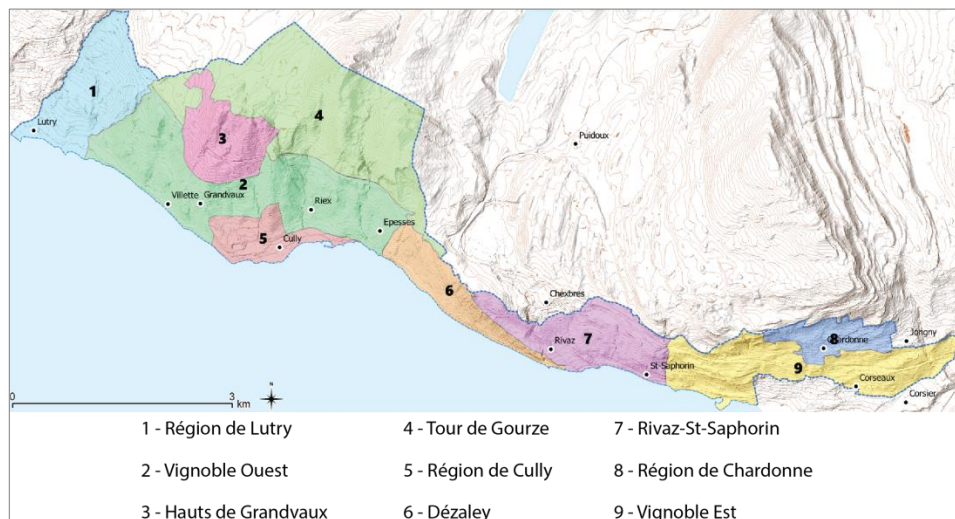 1
Lutry
4
3
Puidoux
2
Villette
Grandvaux
Riex
Epesses
5
Cully
6
Chexbres
7
Rivaz
St-Saphorin
8
Chardonne
Jongny
9
Corseaux
Corsier
N
0 3
km
1 - Région de Lutry 4 - Tour de Gourze 7 - Rivaz-St-Saphorin
2 - Vignoble Ouest 5 - Région de Cully 8 - Région de Chardonne
3 - Hauts de Grandvaux 6 - Dézaley 9 - Vignoble Est